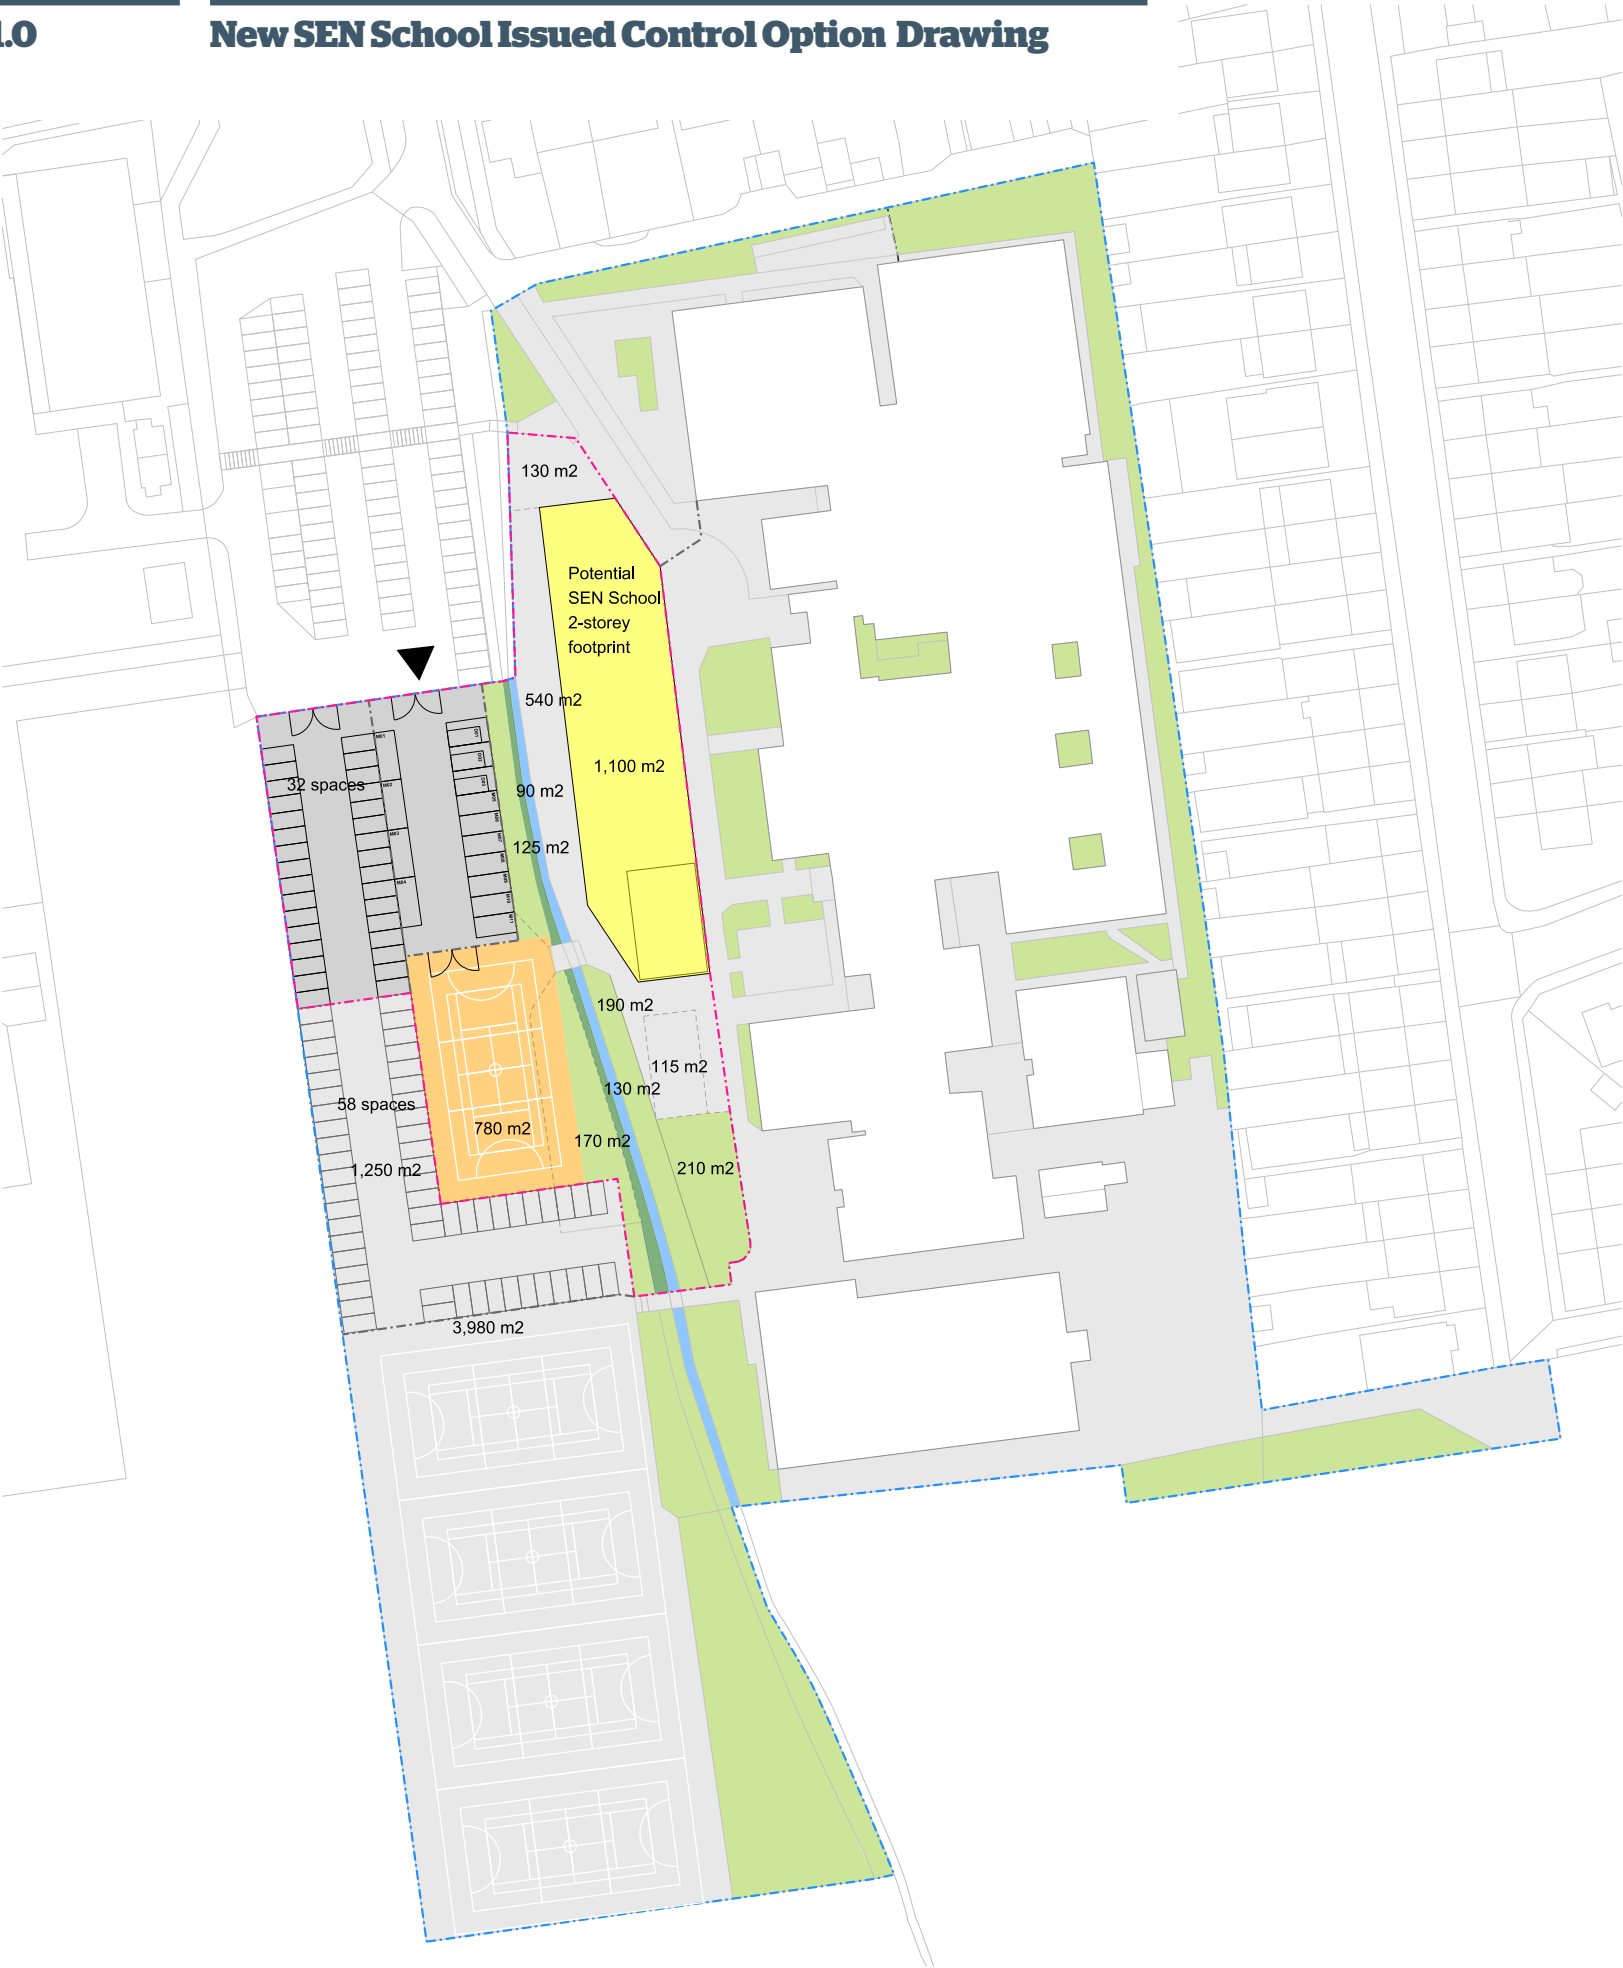 1.0
New SEN School Issued Control Option Drawing
130 m2
Potential
SEN School
2-storey
footprint
540 m2
1,100 m2
32 spaces
90 m2
125 m2
190 m2
115 m2
130 m2
58 spaces
780 m2
170 m2
1,250 m2
210 m2
3,980 m2